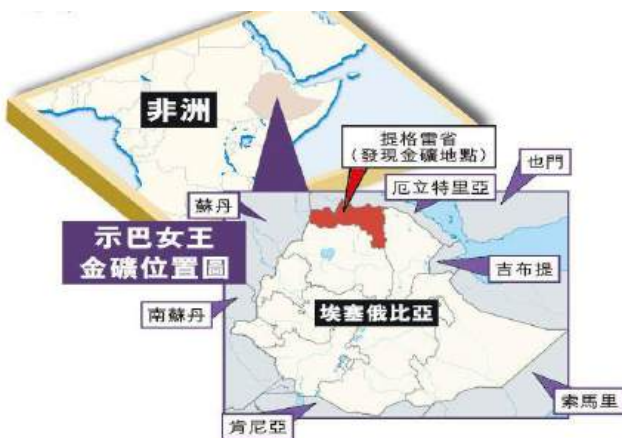 非洲
提格雷省
(發現金礦地點)
也門
厄立特里亞
蘇丹
示巴女王
金礦位置圖
吉布提
埃塞俄比亞
南蘇丹
索馬里
肯尼亞